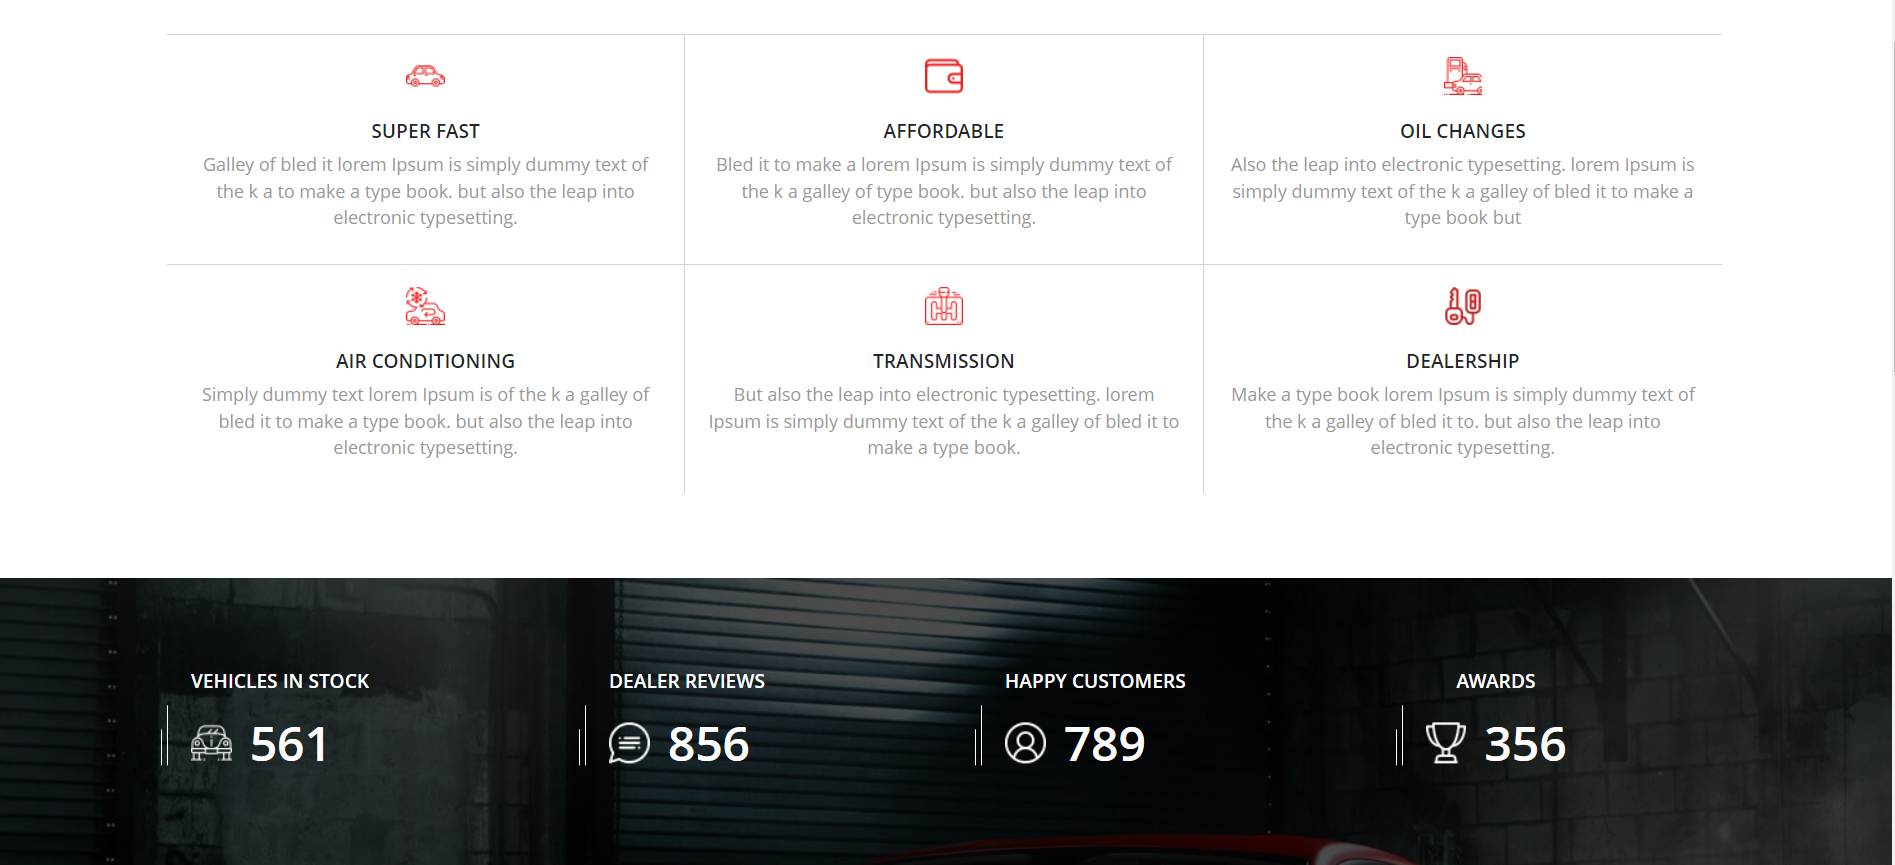 SUPER FAST
Galley of bled it lorem Ipsum is simply dummy text of
the k a to make a type book. but also the leap into
electronic typesetting.
AFFORDABLE
Bled it to make a lorem Ipsum is simply dummy text of
the k a galley of type book. but also the leap into
electronic typesetting.
OIL CHANGES
Also the leap into electronic typesetting. lorem Ipsum is
simply dummy text of the k a galley of bled it to make a
type book but
AIR CONDITIONING
Simply dummy text lorem Ipsum is of the k a galley of
bled it to make a type book. but also the leap into
electronic typesetting.
TRANSMISSION
But also the leap into electronic typesetting. lorem
Ipsum is simply dummy text of the k a galley of bled it to
make a type book.
DEALERSHIP
Make a type book lorem Ipsum is simply dummy text of
the k a galley of bled it to. but also the leap into
electronic typesetting.
VEHICLES IN STOCK
561
DEALER REVIEWS
856
HAPPY CUSTOMERS
789
AWARDS
356